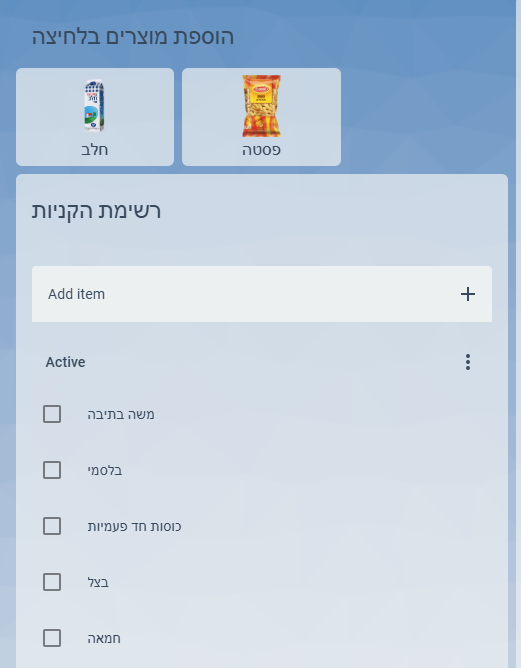 הוספת מוצרים בלחיצה
חלב
פסטה
רשימת הקניות
Add item
Active
משה בתיבה
בלסמי
כוסות חד פעמיות
בצל
חמאה